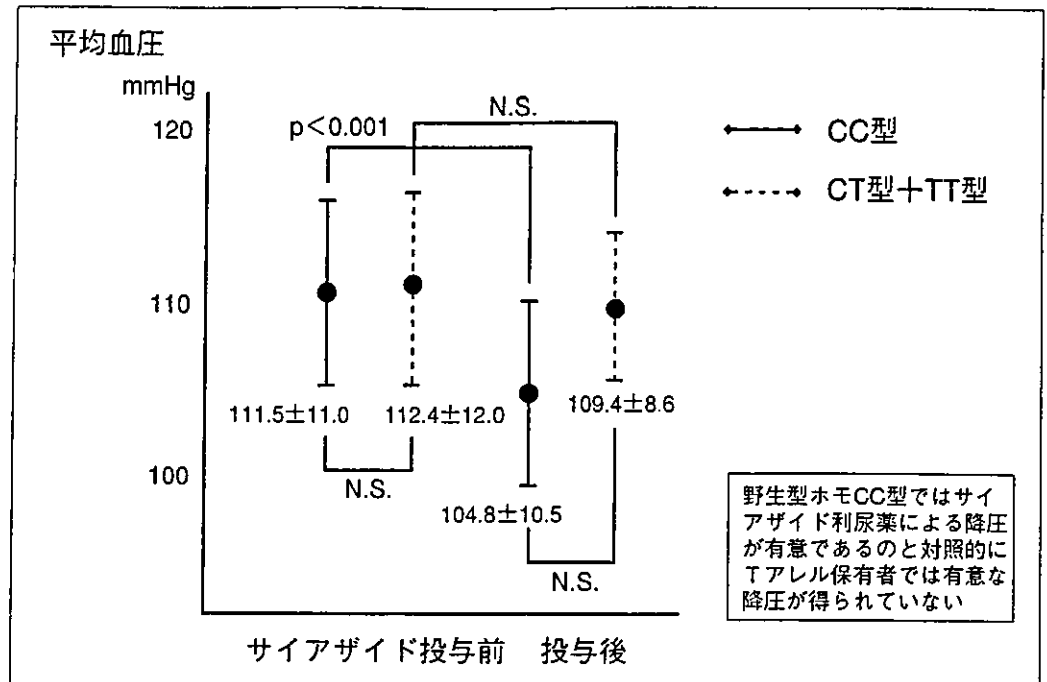 平均血圧
mmHg
120
110
100
p<0.001
N.S.
CC型
CT型+TT型
111.5±11.0
112.4±12.0
N.S.
104.8±10.5
109.4±8.6
N.S.
野生型ホモCC型ではサイ
アザイド利尿薬による降圧
が有意であるのと対照的に
Tアレル保有者では有意な
降圧が得られていない
サイアザイド投与前 投与後